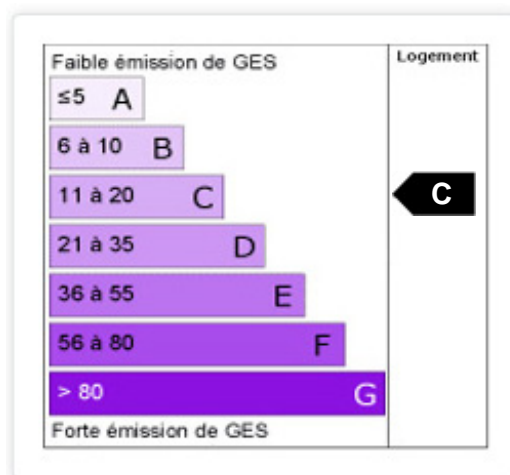 Faible émission de GES
Logement
≤5 A
6 à 10 B
11 à 20 C
C
21 à 35 D
36 à 55 E
56 à 80 F
> 80 G
Forte émission de GES